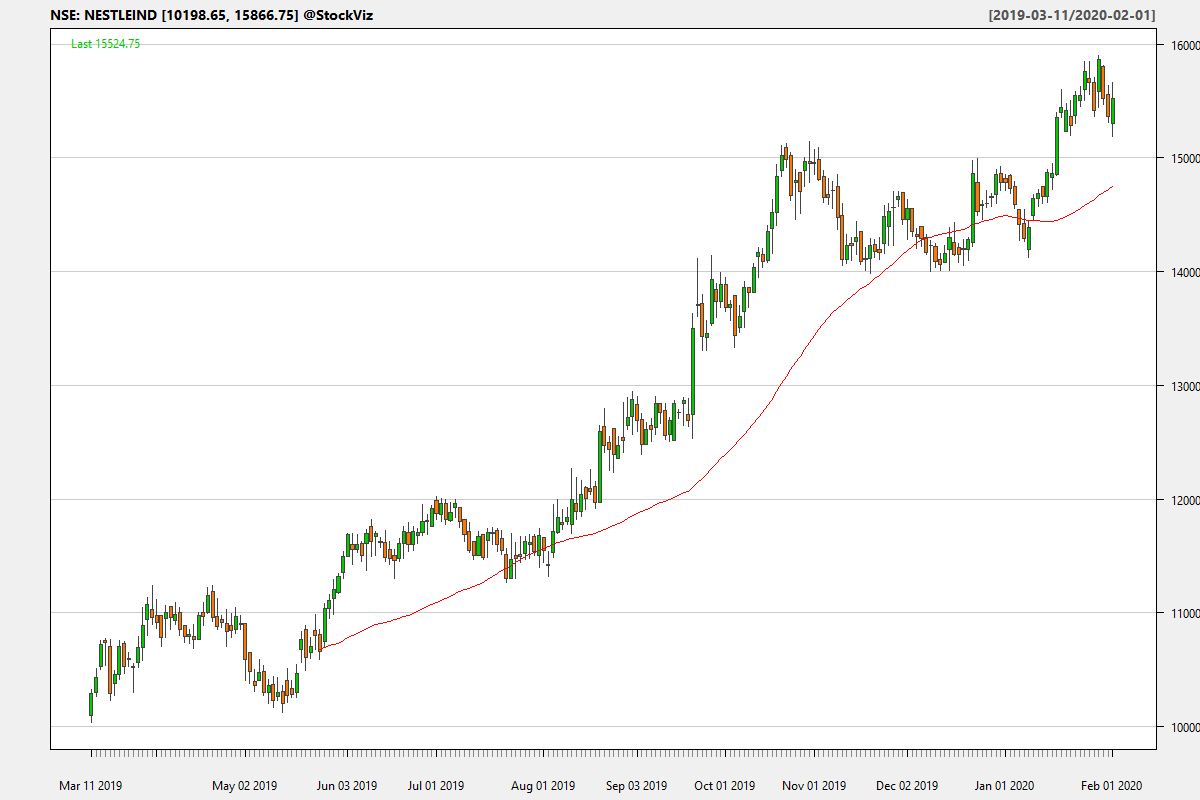 NSE: NESTLEIND [10198.65, 15866.75] @StockViz [2019-03-11/2020-02-01]
Last 15524.75
16000
15000
14000
13000
12000
11000
10000
Mar 11 2019 May 02 2019 Jun 03 2019 Jul 01 2019 Aug 01 2019 Sep 03 2019 Oct 01 2019 Nov 01 2019 Dec 02 2019 Jan 01 2020 Feb 01 2020